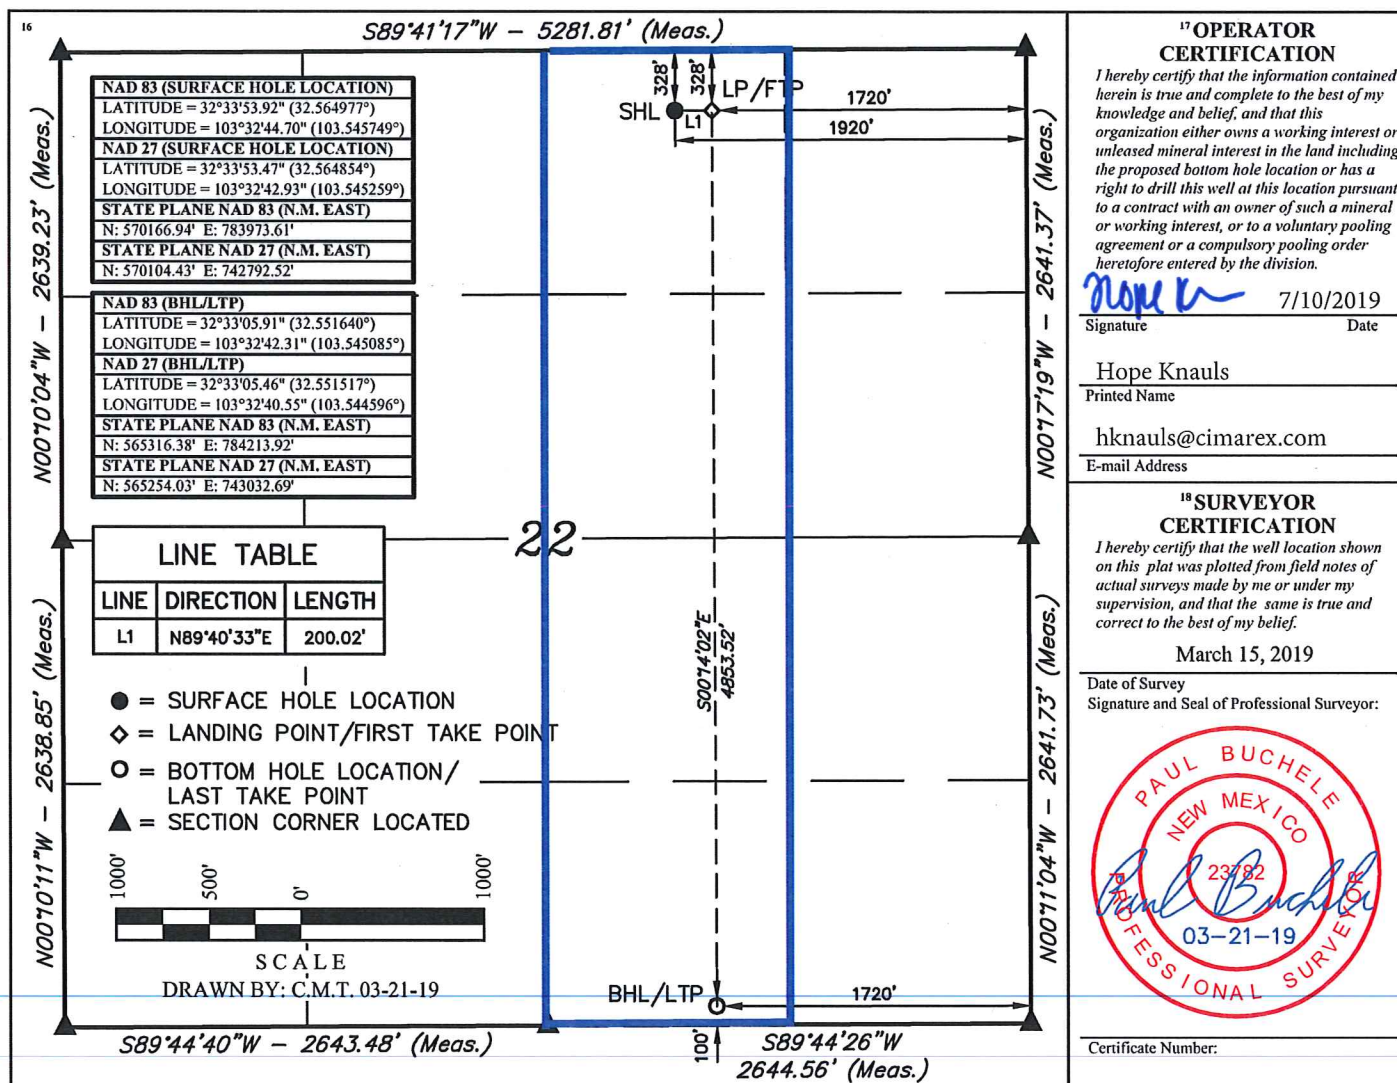 16
S89°41'17"W – 5281.81' (Meas.)
NAD 83 (SURFACE HOLE LOCATION)
LATITUDE = 32°33'53.92" (32.564977°)
LONGITUDE = 103°32'44.70" (103.545749°)
NAD 27 (SURFACE HOLE LOCATION)
LATITUDE = 32°33'53.47" (32.564854°)
LONGITUDE = 103°32'42.93" (103.545259°)
STATE PLANE NAD 83 (N.M. EAST)
N: 570166.94' E: 783973.61'
STATE PLANE NAD 27 (N.M. EAST)
N: 570104.43' E: 742792.52'
NAD 83 (BHL/LTP)
LATITUDE = 32°33'05.91" (32.551640°)
LONGITUDE = 103°32'42.31" (103.545085°)
NAD 27 (BHL/LTP)
LATITUDE = 32°33'05.46" (32.551517°)
LONGITUDE = 103°32'40.55" (103.544596°)
STATE PLANE NAD 83 (N.M. EAST)
N: 565316.38' E: 784213.92'
STATE PLANE NAD 27 (N.M. EAST)
N: 565254.03' E: 743032.69'
LINE TABLE
LINE DIRECTION LENGTH
L1 N89°40'33"E 200.02'
● = SURFACE HOLE LOCATION
◇ = LANDING POINT/FIRST TAKE POINT
O = BOTTOM HOLE LOCATION/
LAST TAKE POINT
▲ = SECTION CORNER LOCATED
1000' 500' 0' 1000'
SCALE
DRAWN BY: C.M.T. 03-21-19
N00°10'04"W – 2639.23' (Meas.)
N00°10'11"W – 2638.85' (Meas.)
328'
328'
LP/FTP
SHL
L1
1720'
1920'
22
S00°14'02"E
4853.52'
BHL/LTP
1720'
100'
N00°17'19"W – 2641.37' (Meas.)
N00°11'04"W – 2641.73' (Meas.)
S89°44'40"W – 2643.48' (Meas.)
S89°44'26"W
2644.56' (Meas.)
17 OPERATOR
CERTIFICATION
I hereby certify that the information contained
herein is true and complete to the best of my
knowledge and belief, and that this
organization either owns a working interest or
unleased mineral interest in the land including
the proposed bottom hole location or has a
right to drill this well at this location pursuant
to a contract with an owner of such a mineral
or working interest, or to a voluntary pooling
agreement or a compulsory pooling order
heretofore entered by the division.
Hope Kn
7/10/2019
Signature Date
Hope Knauls
Printed Name
hknauls@cimarex.com
E-mail Address
18 SURVEYOR
CERTIFICATION
I hereby certify that the well location shown
on this plat was plotted from field notes of
actual surveys made by me or under my
supervision, and that the same is true and
correct to the best of my belief.
March 15, 2019
Date of Survey
Signature and Seal of Professional Surveyor:
PAUL BUCHELE
NEW MEXICO
23782
Paul Buchele
03-21-19
PROFESSIONAL SURVEYOR
Certificate Number: